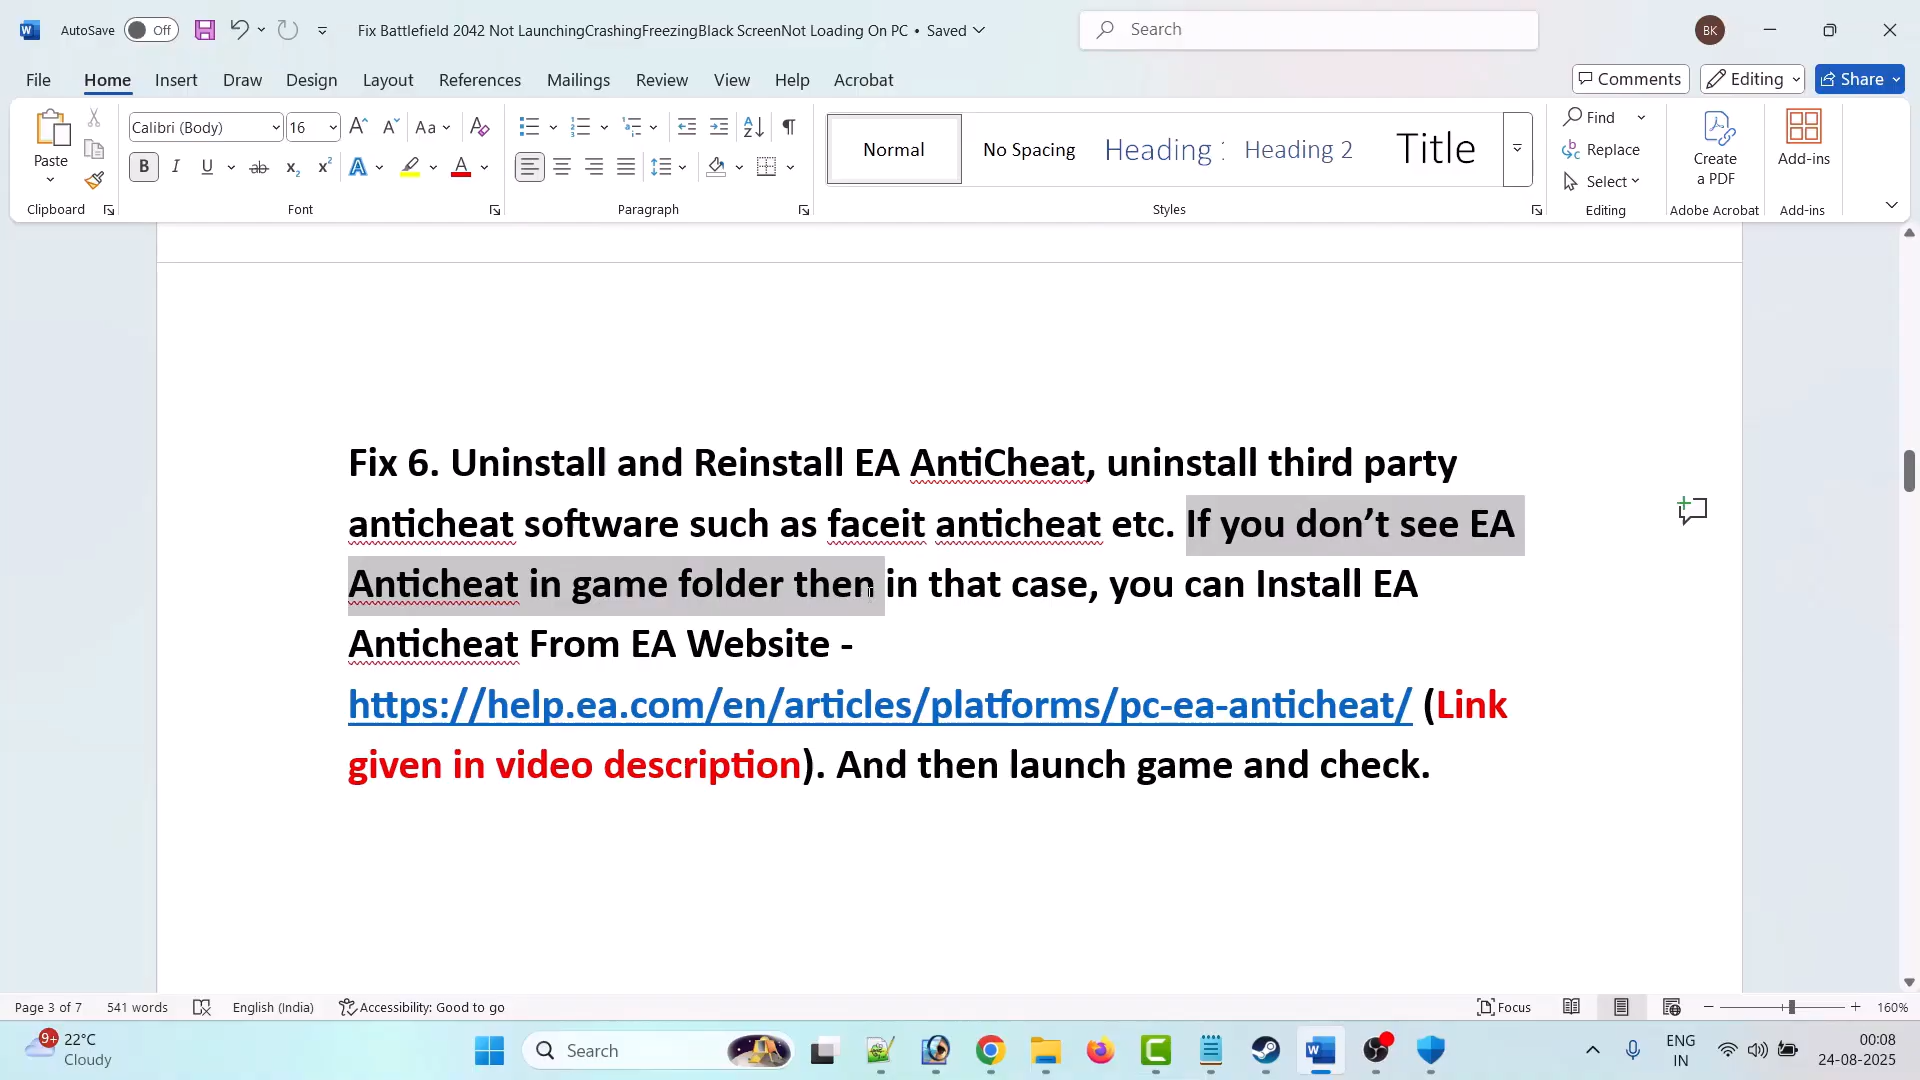 AutoSave Off
Fix Battlefield 2042 Not LaunchingCrashingFreezingBlack ScreenNot Loading On PC • Saved
Search
BK
File Home Insert Draw Design Layout References Mailings Review View Help Acrobat
Comments Editing Share
Paste
Clipboard
Calibri (Body) 16
Font
Paragraph
Normal No Spacing Heading 1 Heading 2 Title
Styles
Find
Replace
Select
Editing
Create
a PDF
Adobe Acrobat
Add-ins
Add-ins
Fix 6. Uninstall and Reinstall EA AntiCheat, uninstall third party
anticheat software such as faceit anticheat etc. If you don’t see EA
Anticheat in game folder then in that case, you can Install EA
Anticheat From EA Website -
https://help.ea.com/en/articles/platforms/pc-ea-anticheat/ (Link
given in video description). And then launch game and check.
Page 3 of 7 541 words English (India) Accessibility: Good to go Focus 160%
9+ 22°C
Cloudy
Search
ENG
IN
00:08
24-08-2025